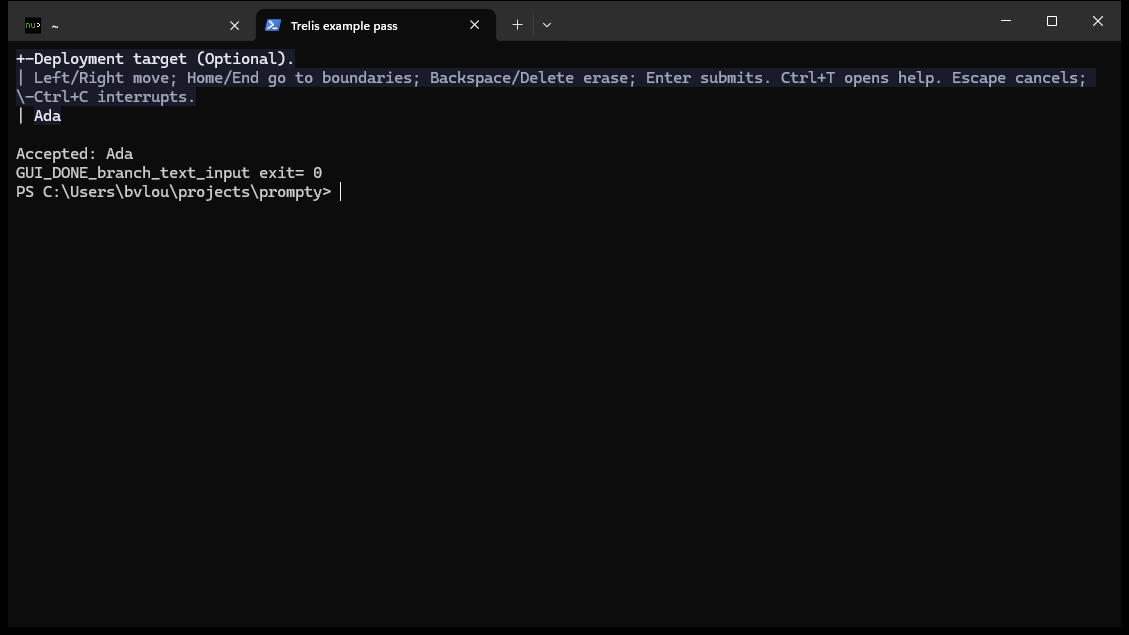 nu> ~
Trelis example pass
+-Deployment target (Optional).
| Left/Right move; Home/End go to boundaries; Backspace/Delete erase; Enter submits. Ctrl+T opens help. Escape cancels;
\-Ctrl+C interrupts.
| Ada
Accepted: Ada
GUI_DONE_branch_text_input exit= 0
PS C:\Users\bvlou\projects\prompty>